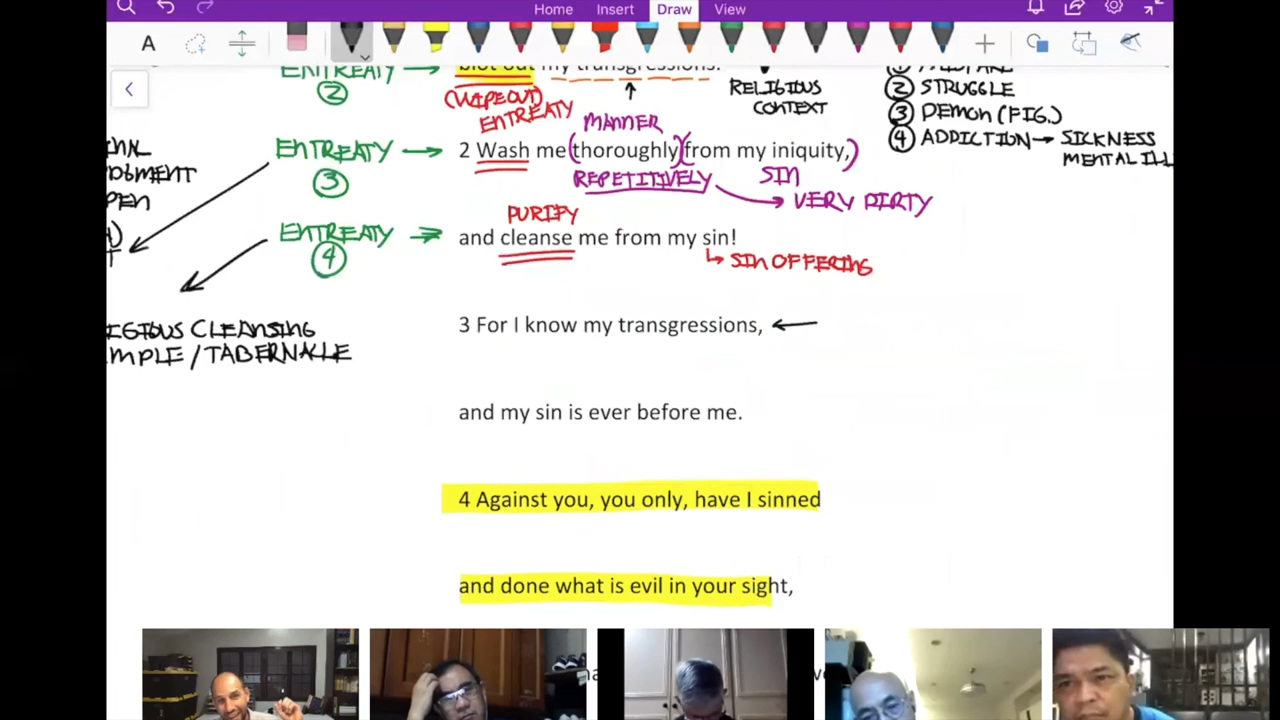 Home Insert Draw View
A
ENTREATY blot out my transgressions.
② (WIPEOUT) RELIGIOUS CONTEXT
② STRUGGLE
ENTREATY MANNER
③ DEMON (FIG.)
④ ADDICTION → SICKNESS
MENTAL ILL
ENTREATY → 2 Wash me (thoroughly) (from my iniquity,)
③ REPETITIVELY SIN
VERY DIRTY
PURIFY
ENTREATY → and cleanse me from my sin!
④ SIN OFFERING
CLEANSING
/TABERNACLE
3 For I know my transgressions,
and my sin is ever before me.
4 Against you, you only, have I sinned
and done what is evil in your sight,